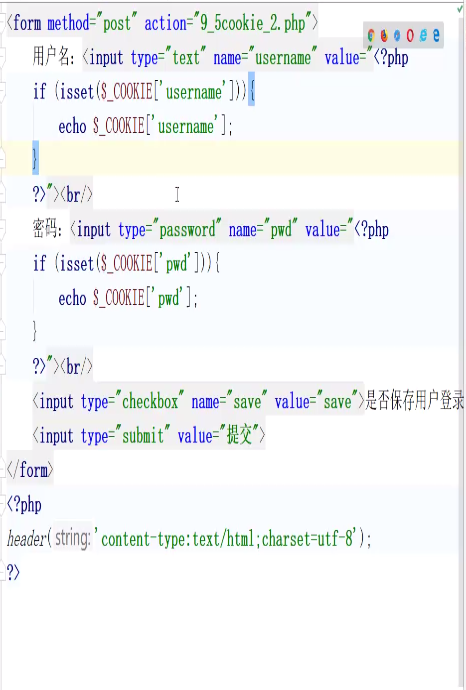 <form method="post" action="9_5cookie_2.php">
用户名：<input type="text" name="username" value="<?php
if (isset($_COOKIE['username'])){
echo $_COOKIE['username'];
}
?>"><br/>
密码：<input type="password" name="pwd" value="<?php
if (isset($_COOKIE['pwd'])){
echo $_COOKIE['pwd'];
}
?>"><br/>
<input type="checkbox" name="save" value="save">是否保存用户登录
<input type="submit" value="提交">
</form>
<?php
header( string: 'content-type:text/html;charset=utf-8');
?>